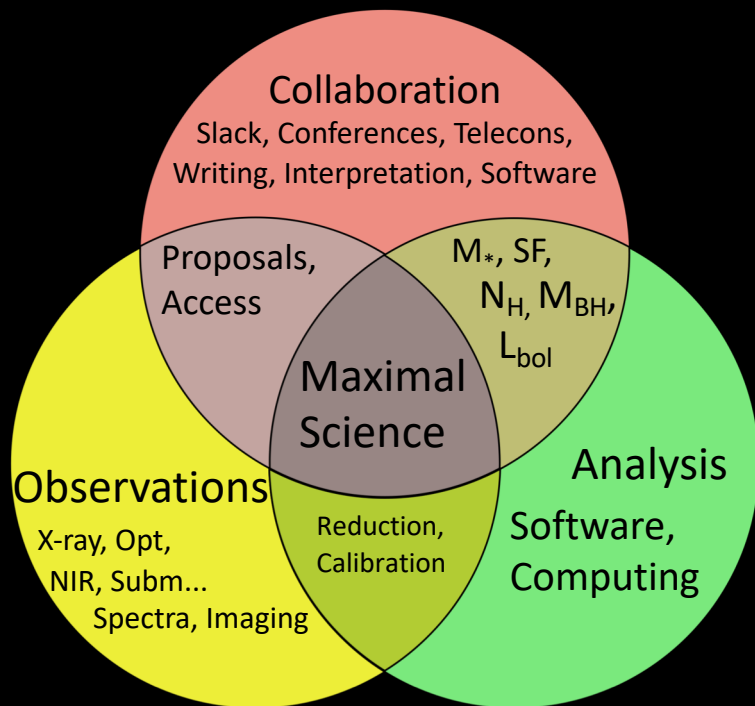 Collaboration
Slack, Conferences, Telecons,
Writing, Interpretation, Software
Proposals,
Access
M*, SF,
NH, MBH,
Lbol
Maximal
Science
Observations
X-ray, Opt,
NIR, Subm...
Spectra, Imaging
Reduction,
Calibration
Analysis
Software,
Computing